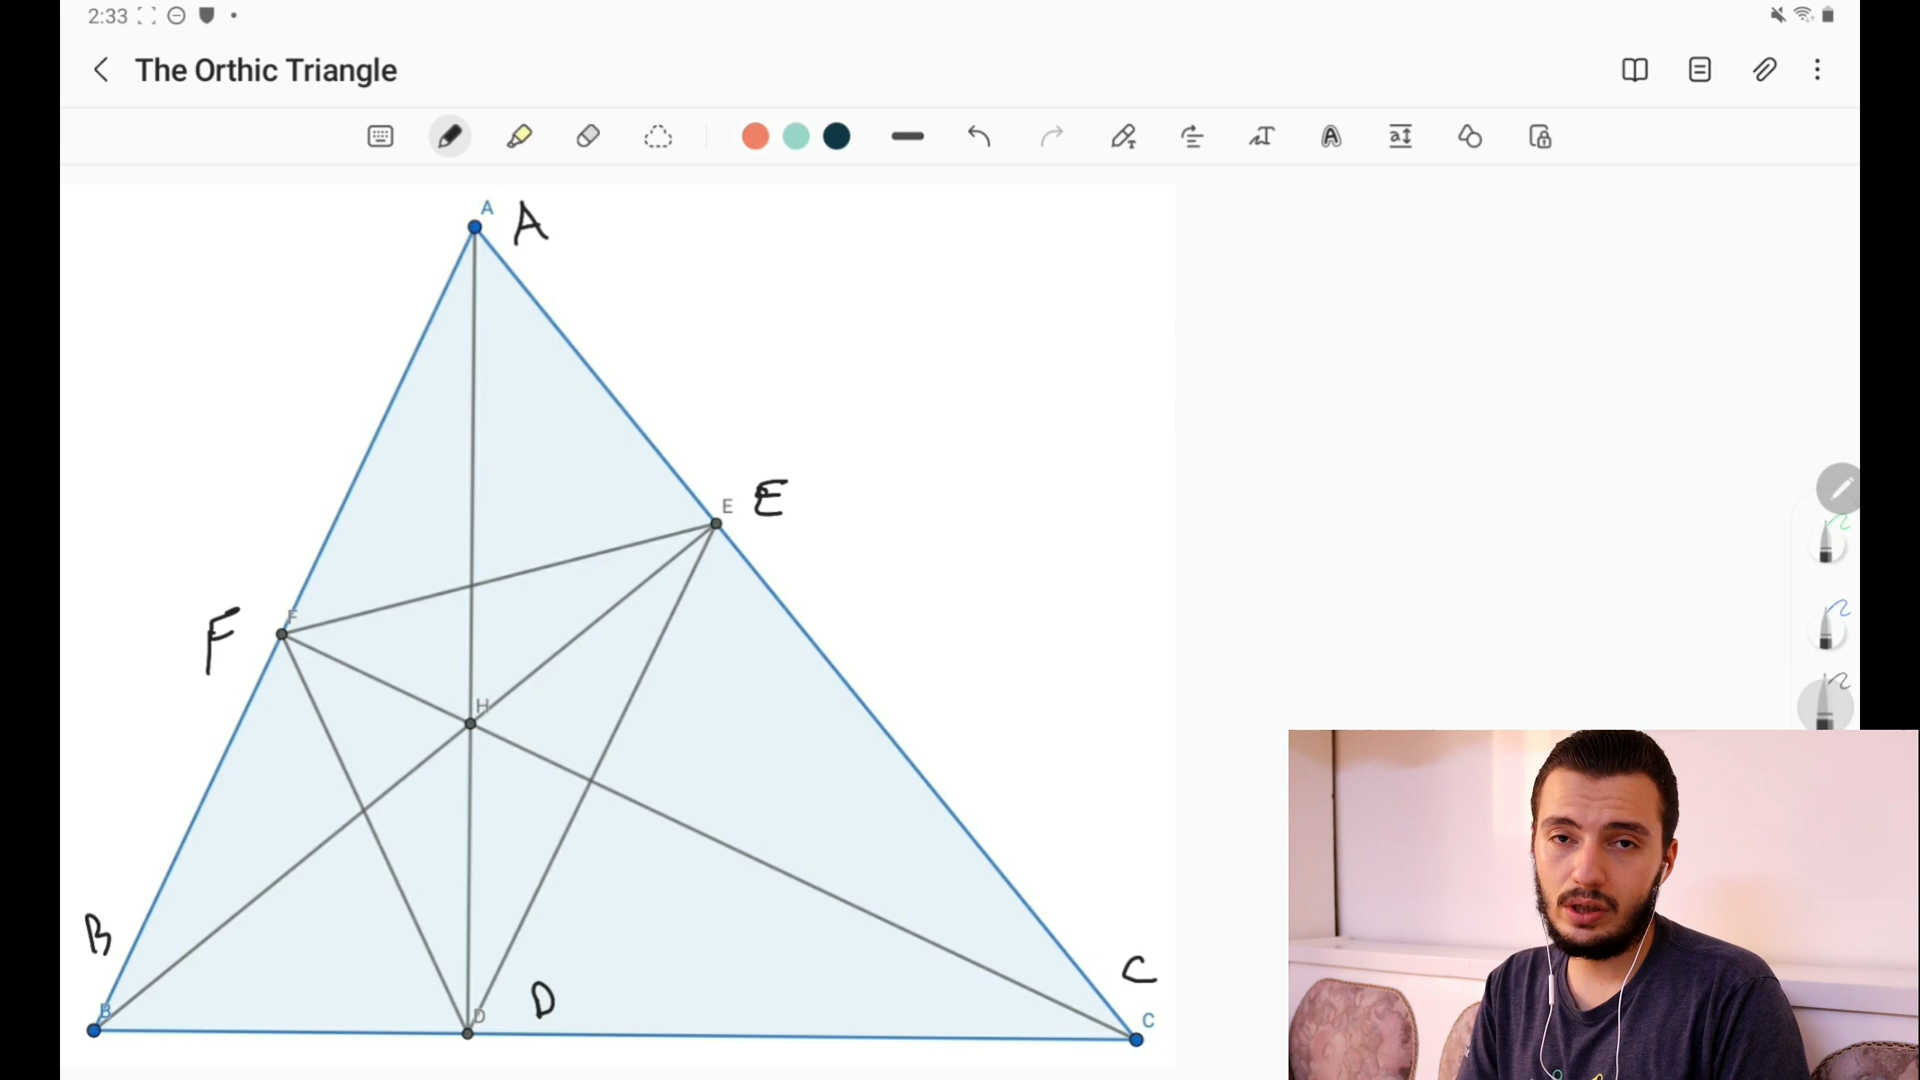 2:33
The Orthic Triangle
A A
E E
F F
H
B
B
D D
C
C